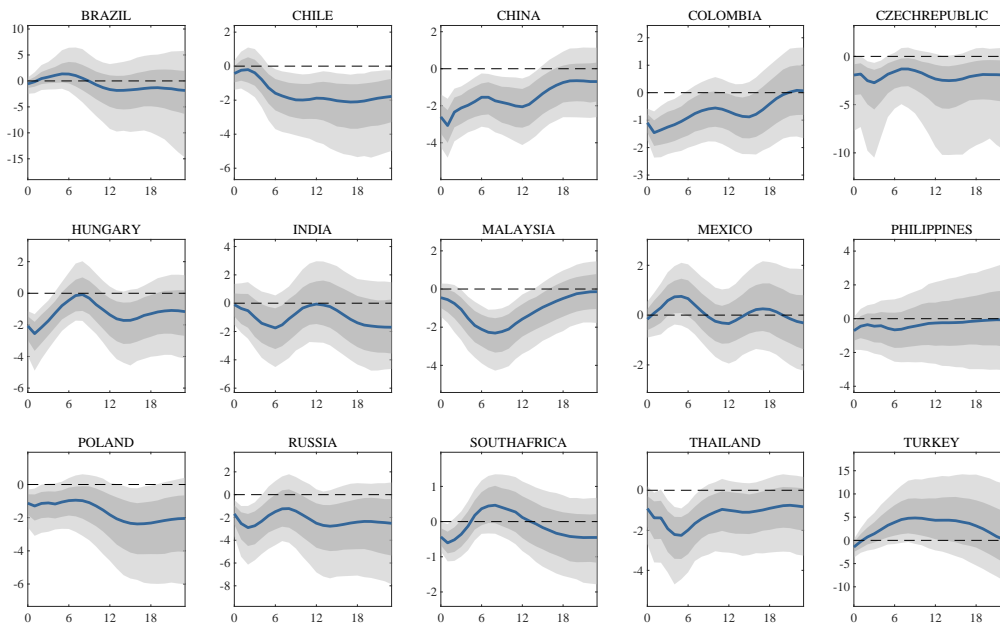 BRAZIL CHILE CHINA COLOMBIA CZECHREPUBLIC
10 5 0 -5 -10 -15
0 6 12 18
0 -2 -4 -6
0 6 12 18
2 0 -2 -4
0 6 12 18
2 1 0 -1 -2 -3
0 6 12 18
0 -5 -10
0 6 12 18
HUNGARY INDIA MALAYSIA MEXICO PHILIPPINES
2 0 -2 -4 -6
0 6 12 18
4 2 0 -2 -4 -6
0 6 12 18
2 0 -2 -4
0 6 12 18
2 0 -2
0 6 12 18
4 2 0 -2 -4
0 6 12 18
POLAND RUSSIA SOUTHAFRICA THAILAND TURKEY
0 -2 -4 -6
0 6 12 18
2 0 -2 -4 -6 -8
0 6 12 18
2 1 0 -1 -2
0 6 12 18
0 -2 -4
0 6 12 18
15 10 5 0 -5 -10
0 6 12 18